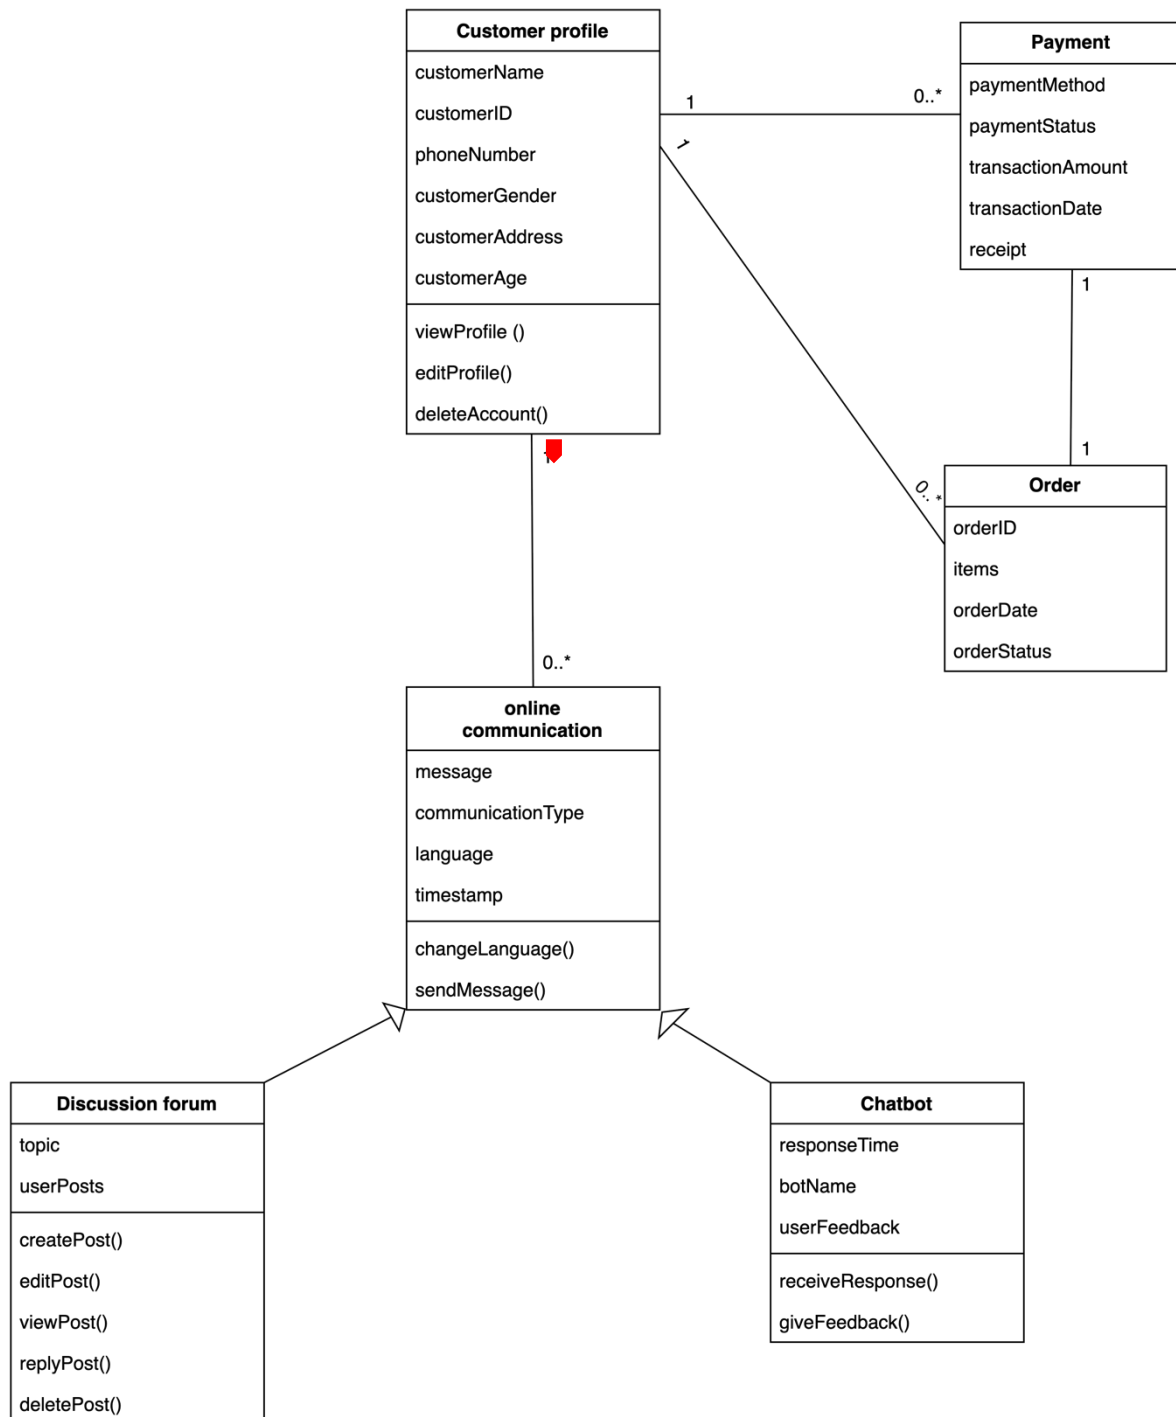 Customer profile
customerName
customerID
phoneNumber
customerGender
customerAddress
customerAge
viewProfile ()
editProfile()
deleteAccount()
1
0..*
Payment
paymentMethod
paymentStatus
transactionAmount
transactionDate
receipt
1
0..*
1
1
Order
orderID
items
orderDate
orderStatus
1
0..*
online
communication
message
communicationType
language
timestamp
changeLanguage()
sendMessage()
Discussion forum
topic
userPosts
createPost()
editPost()
viewPost()
replyPost()
deletePost()
Chatbot
responseTime
botName
userFeedback
receiveResponse()
giveFeedback()